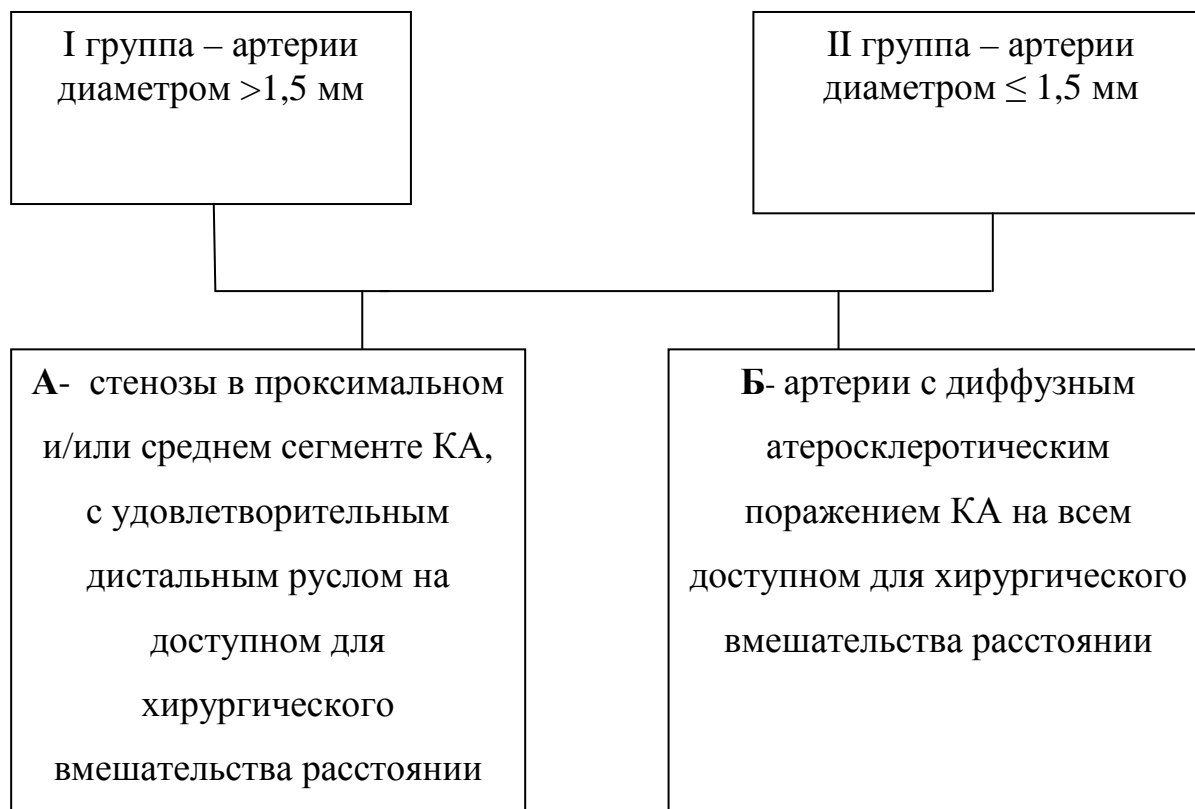 I группа – артерии
диаметром >1,5 мм
II группа – артерии
диаметром ≤ 1,5 мм
А- стенозы в проксимальном
и/или среднем сегменте КА,
с удовлетворительным
дистальным руслом на
доступном для
хирургического
вмешательства расстоянии
Б- артерии с диффузным
атеросклеротическим
поражением КА на всем
доступном для хирургического
вмешательства расстоянии